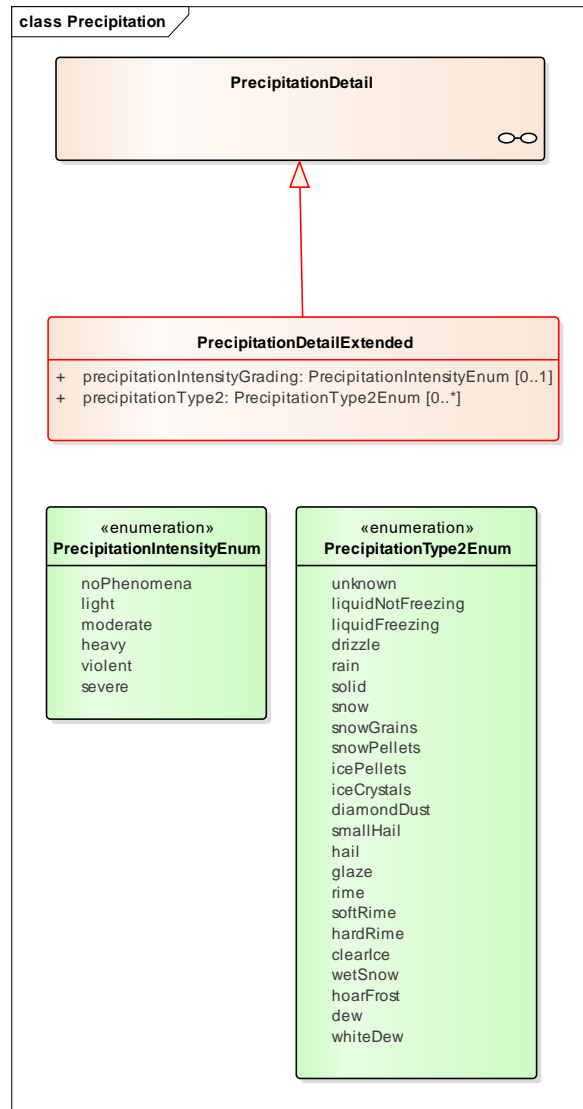 class Precipitation
PrecipitationDetail
PrecipitationDetailExtended
+ precipitationIntensityGrading: PrecipitationIntensityEnum [0..1]
+ precipitationType2: PrecipitationType2Enum [0..*]
«enumeration»
PrecipitationIntensityEnum
noPhenomena
light
moderate
heavy
violent
severe
«enumeration»
PrecipitationType2Enum
unknown
liquidNotFreezing
liquidFreezing
drizzle
rain
solid
snow
snowGrains
snowPellets
icePellets
iceCrystals
diamondDust
smallHail
hail
glaze
rime
softRime
hardRime
clearIce
wetSnow
hoarFrost
dew
whiteDew